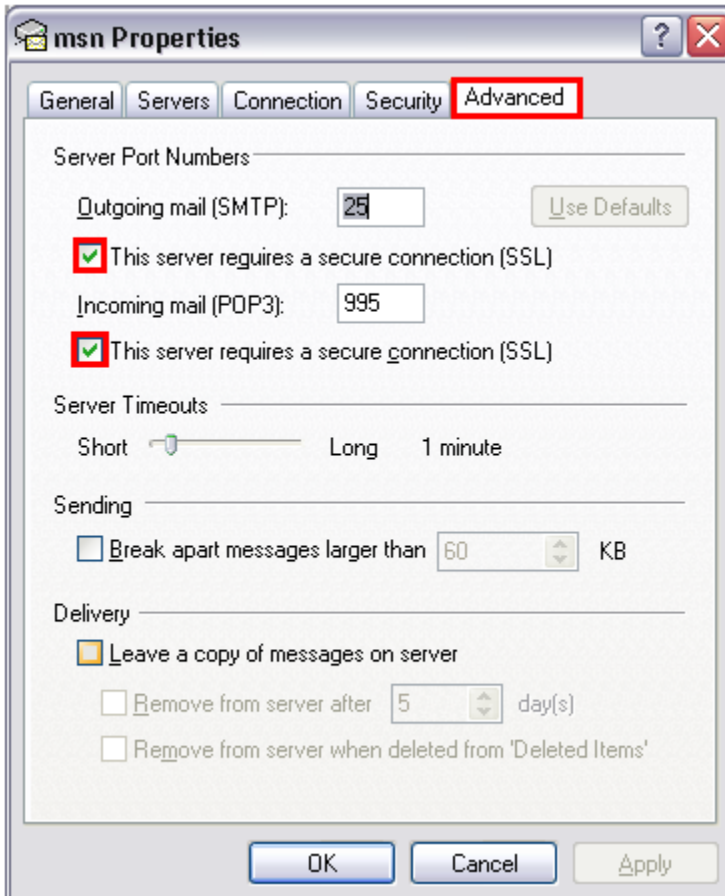 msn Properties
General Servers Connection Security Advanced
Server Port Numbers
Outgoing mail (SMTP): 25 Use Defaults
This server requires a secure connection (SSL)
Incoming mail (POP3): 995
This server requires a secure connection (SSL)
Server Timeouts
Short Long 1 minute
Sending
Break apart messages larger than 60 KB
Delivery
Leave a copy of messages on server
Remove from server after 5 day(s)
Remove from server when deleted from 'Deleted Items'
OK Cancel Apply